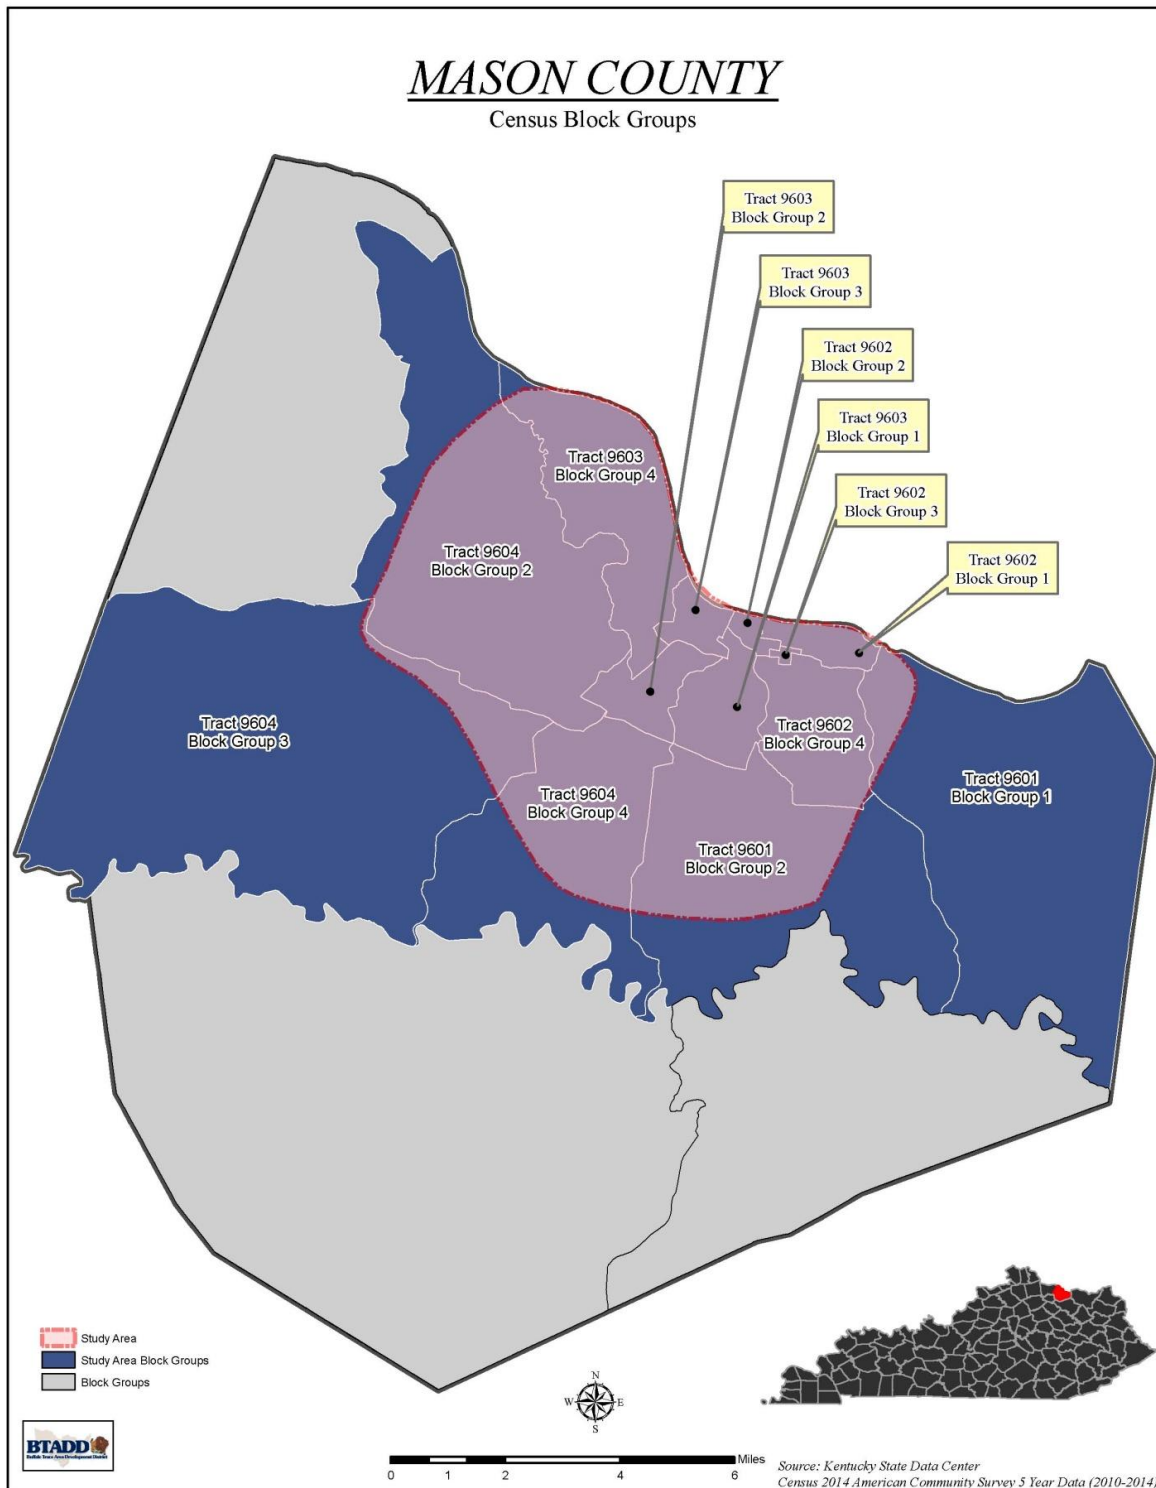 MASON COUNTY
Census Block Groups
Tract 9603
Block Group 2
Tract 9603
Block Group 3
Tract 9602
Block Group 2
Tract 9603
Block Group 1
Tract 9602
Block Group 3
Tract 9602
Block Group 1
Tract 9603
Block Group 4
Tract 9604
Block Group 2
Tract 9604
Block Group 3
Tract 9602
Block Group 4
Tract 9601
Block Group 1
Tract 9604
Block Group 4
Tract 9601
Block Group 2
Study Area
Study Area Block Groups
Block Groups
N
W E
S
BTADD
Buffalo Trace Area Development District
Miles
0 1 2 4 6
Source: Kentucky State Data Center
Census 2014 American Community Survey 5 Year Data (2010-2014)